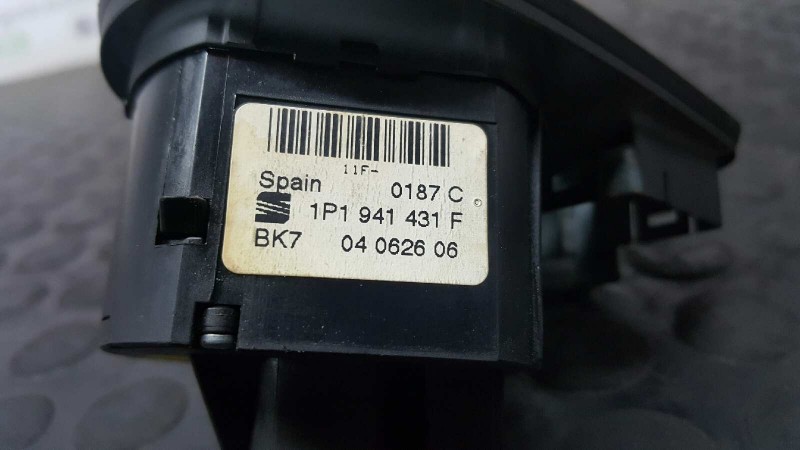 11F-
Spain 0187 C
1P1 941 431 F
BK7 04 0626 06